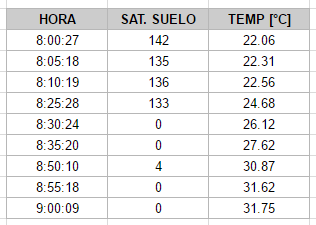 HORA SAT. SUELO TEMP [°C]
8:00:27 142 22.06
8:05:18 135 22.31
8:10:19 136 22.56
8:25:28 133 24.68
8:30:24 0 26.12
8:35:20 0 27.62
8:50:10 4 30.87
8:55:18 0 31.62
9:00:09 0 31.75